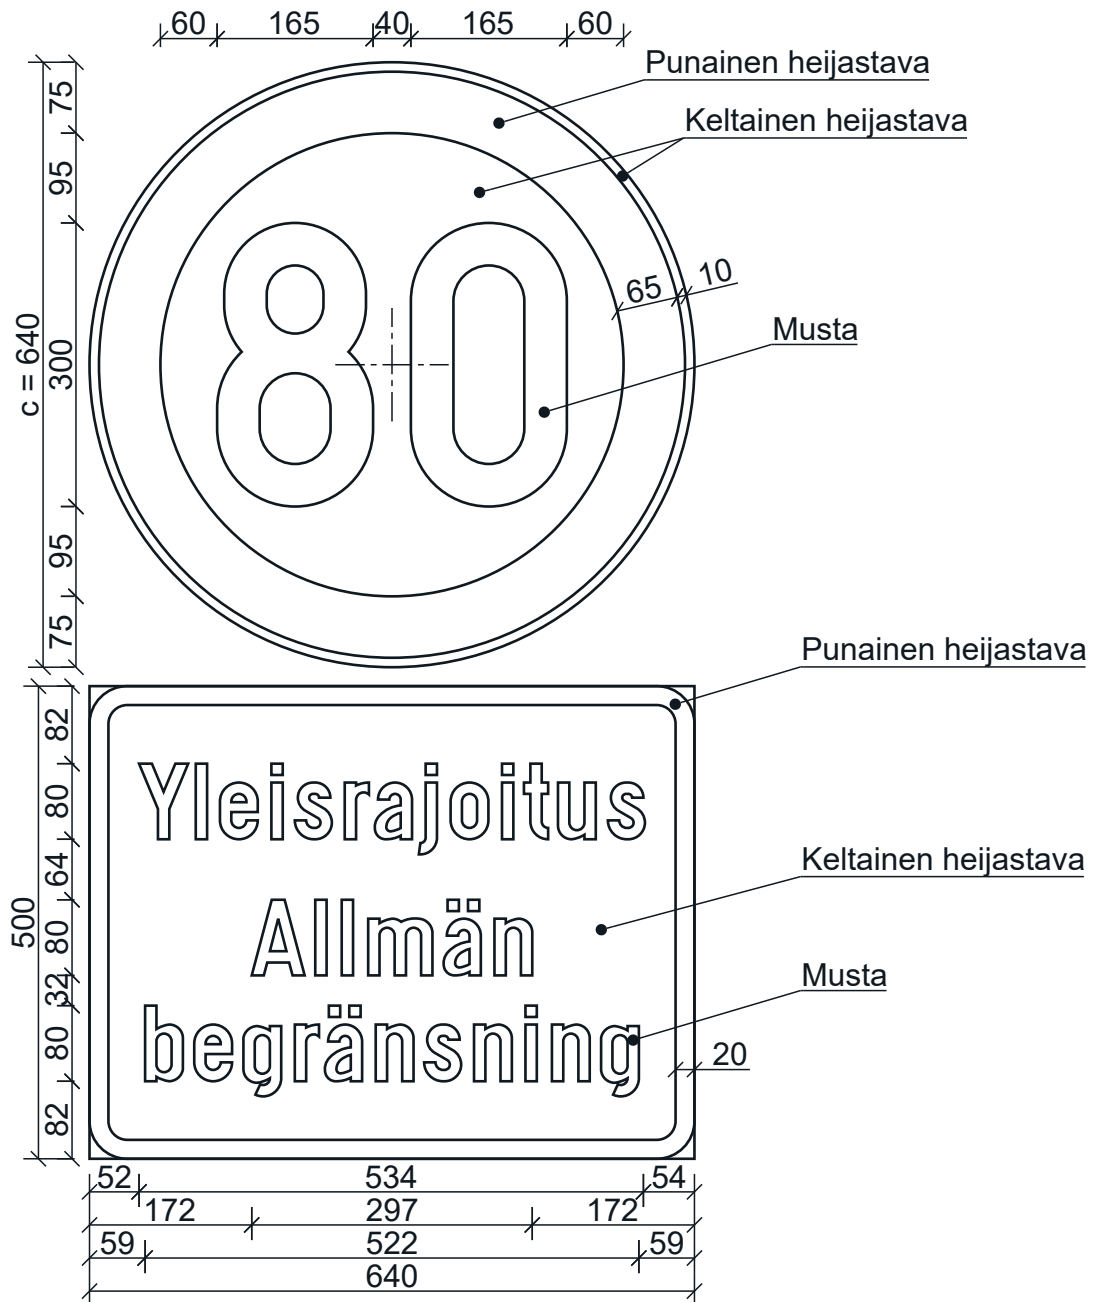 60 165 40 165 60
Punainen heijastava
Keltainen heijastava
75
95
65 10
Musta
c = 640
300
80
95
75
Punainen heijastava
82
Yleisrajoitus
80
64
Keltainen heijastava
500
Allmän
80
Musta
32
begränsning
80
20
82
52 534 54
172 297 172
59 522 59
640